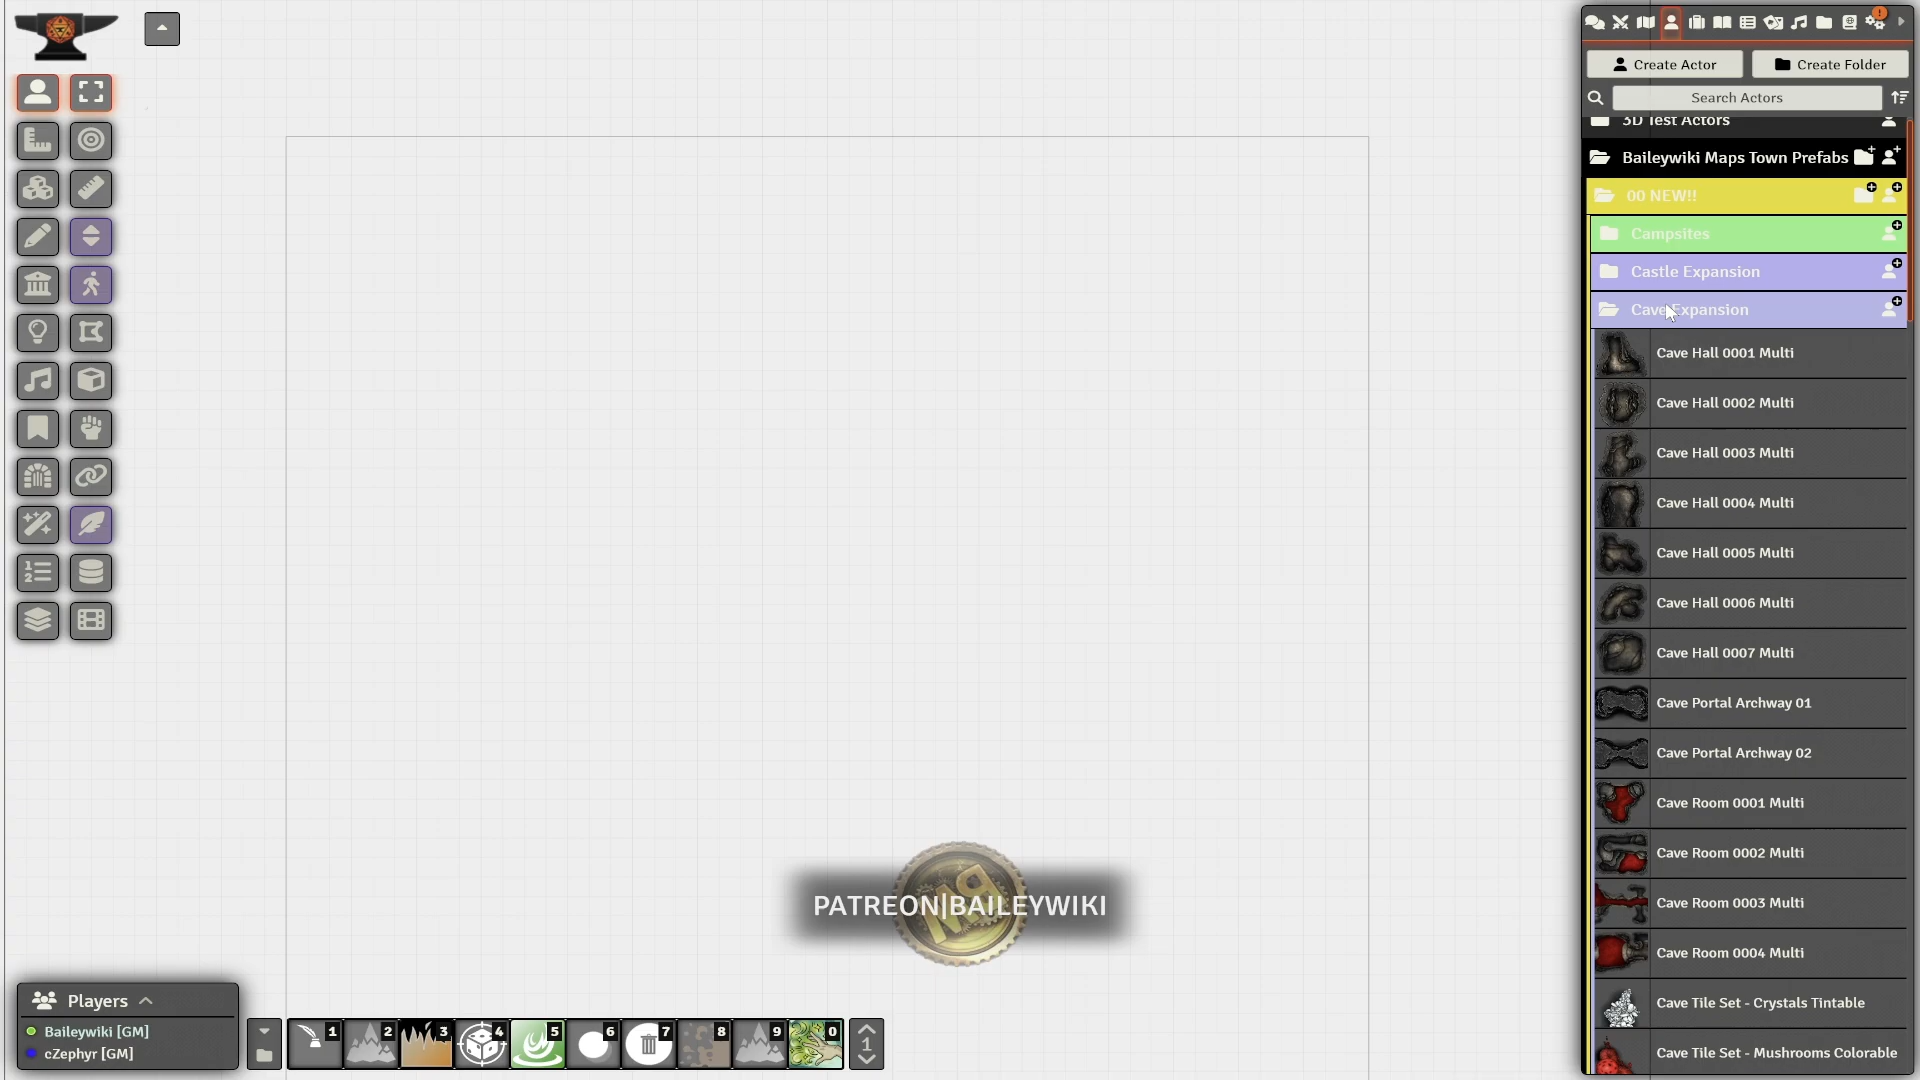 Create Actor
Create Folder
Search Actors
3D Test Actors
Baileywiki Maps Town Prefabs
00 NEW!!
Campsites
Castle Expansion
Cave Expansion
Cave Hall 0001 Multi
Cave Hall 0002 Multi
Cave Hall 0003 Multi
Cave Hall 0004 Multi
Cave Hall 0005 Multi
Cave Hall 0006 Multi
Cave Hall 0007 Multi
Cave Portal Archway 01
Cave Portal Archway 02
Cave Room 0001 Multi
Cave Room 0002 Multi
Cave Room 0003 Multi
Cave Room 0004 Multi
Cave Tile Set - Crystals Tintable
Cave Tile Set - Mushrooms Colorable
PATREON|BAILEYWIKI
Players
Baileywiki [GM]
cZephyr [GM]
1 2 3 4 5 6 7 8 9 0
1